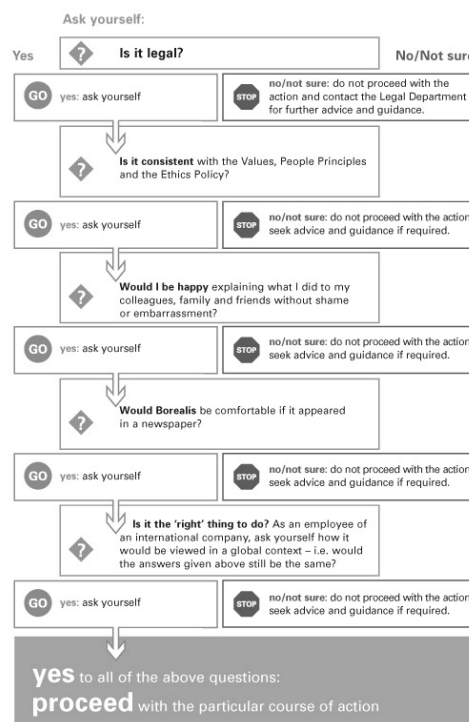 Ask yourself:
Yes
Is it legal?
No/Not sure
GO yes: ask yourself
STOP no/not sure: do not proceed with the
action and contact the Legal Department
for further advice and guidance.
Is it consistent with the Values, People Principles
and the Ethics Policy?
GO yes: ask yourself
STOP no/not sure: do not proceed with the action
seek advice and guidance if required.
Would I be happy explaining what I did to my
colleagues, family and friends without shame
or embarrassment?
GO yes: ask yourself
STOP no/not sure: do not proceed with the action
seek advice and guidance if required.
Would Borealis be comfortable if it appeared
in a newspaper?
GO yes: ask yourself
STOP no/not sure: do not proceed with the action
seek advice and guidance if required.
Is it the ‘right’ thing to do? As an employee of
an international company, ask yourself how it
would be viewed in a global context – i.e. would
the answers given above still be the same?
GO yes: ask yourself
STOP no/not sure: do not proceed with the action
seek advice and guidance if required.
yes to all of the above questions:
proceed with the particular course of action